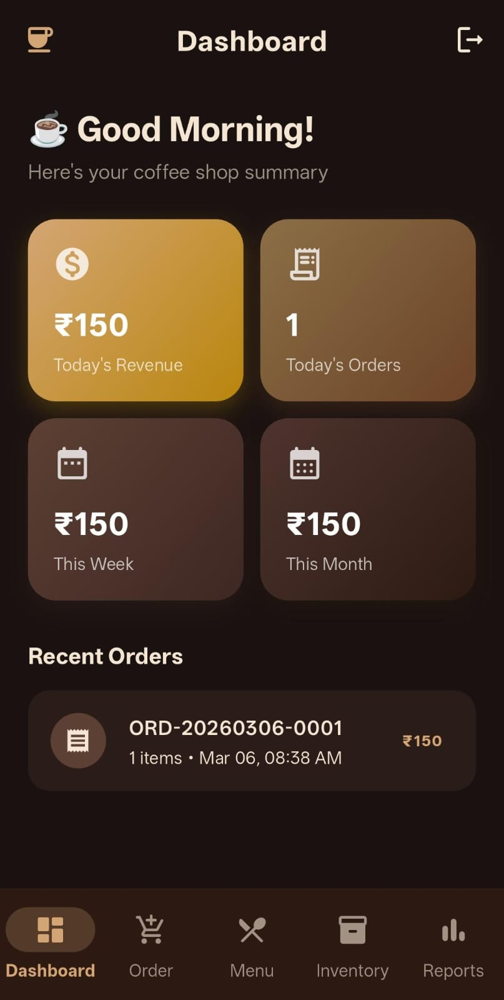 Dashboard
☕ Good Morning!
Here's your coffee shop summary
₹150
Today's Revenue
1
Today's Orders
₹150
This Week
₹150
This Month
Recent Orders
ORD-20260306-0001
1 items • Mar 06, 08:38 AM
₹150
Dashboard
Order
Menu
Inventory
Reports